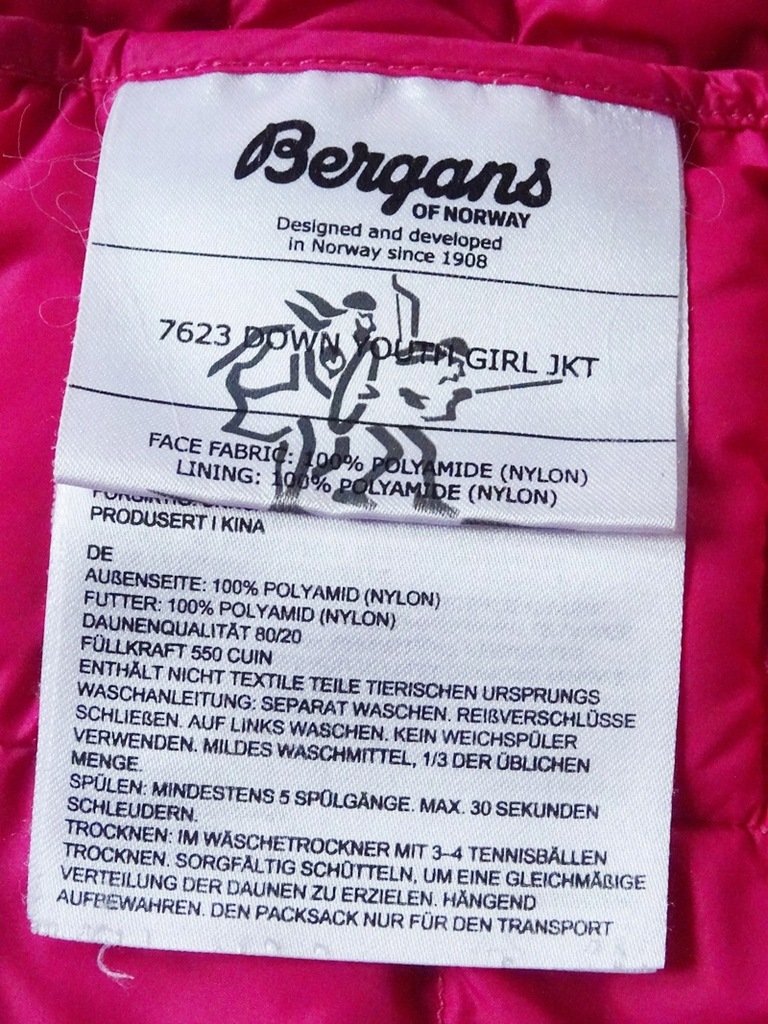 Bergans
OF NORWAY
Designed and developed
in Norway since 1908
7623 DOWN YOUTH GIRL JKT
FACE FABRIC: 100% POLYAMIDE (NYLON)
LINING: 100% POLYAMIDE (NYLON)
PRODUSERT I KINA
DE
AUßENSEITE: 100% POLYAMID (NYLON)
FUTTER: 100% POLYAMID (NYLON)
DAUNENQUALITÄT 80/20
FÜLLKRAFT 550 CUIN
ENTHÄLT NICHT TEXTILE TEILE TIERISCHEN URSPRUNGS
WASCHANLEITUNG: SEPARAT WASCHEN. REIßVERSCHLÜSSE
SCHLIEßEN. AUF LINKS WASCHEN. KEIN WEICHSPÜLER
VERWENDEN. MILDES WASCHMITTEL, 1/3 DER ÜBLICHEN
MENGE.
SPÜLEN: MINDESTENS 5 SPÜLGÄNGE. MAX. 30 SEKUNDEN
SCHLEUDERN.
TROCKNEN: IM WÄSCHETROCKNER MIT 3–4 TENNISBÄLLEN
TROCKNEN. SORGFÄLTIG SCHÜTTELN, UM EINE GLEICHMÄßIGE
VERTEILUNG DER DAUNEN ZU ERZIELEN. HÄNGEND
AUFBEWAHREN. DEN PACKSACK NUR FÜR DEN TRANSPORT